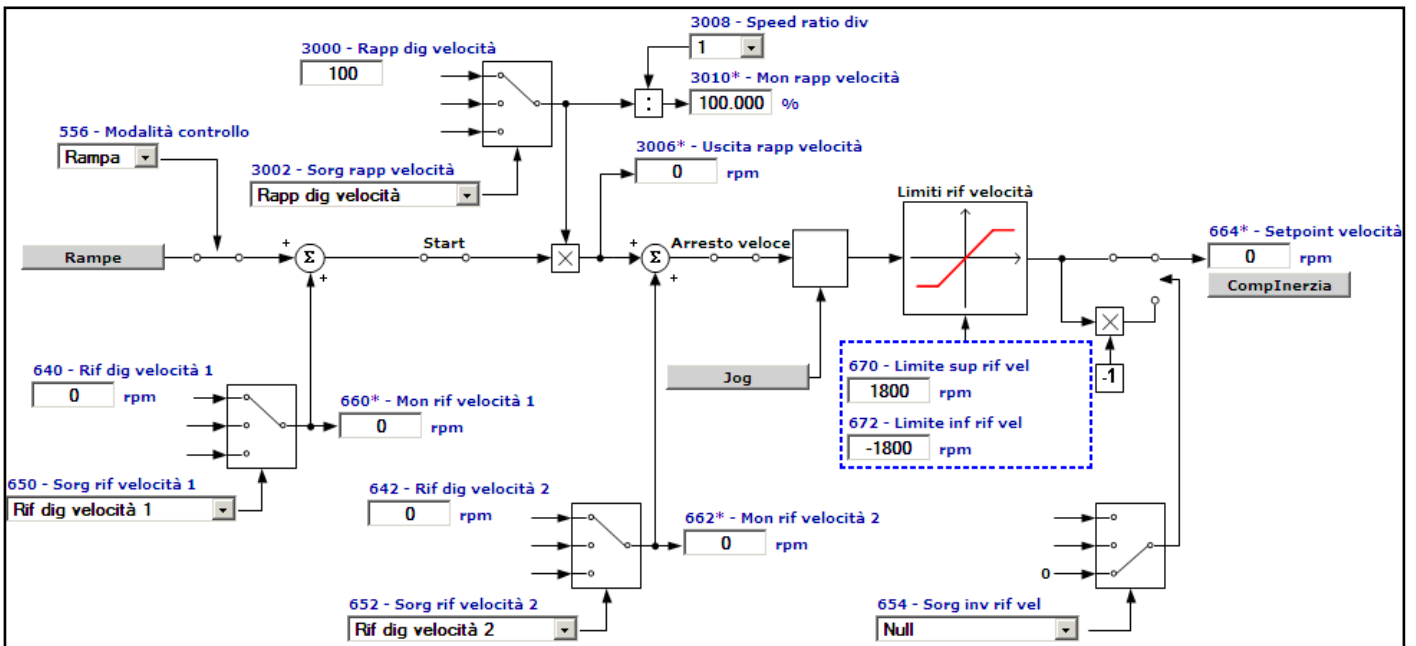 3008 - Speed ratio div
1
3000 - Rapp dig velocità
100
3010* - Mon rapp velocità
: 100.000 %
556 - Modalità controllo
Rampa
3006* - Uscita rapp velocità
0 rpm
3002 - Sorg rapp velocità
Rapp dig velocità
Limiti rif velocità
664* - Setpoint velocità
0 rpm
Rampe
+
Σ
+
Start
×
+
Σ
+
Arresto veloce
CompInerzia
×
-1
640 - Rif dig velocità 1
0 rpm
660* - Mon rif velocità 1
0 rpm
Jog
670 - Limite sup rif vel
1800 rpm
672 - Limite inf rif vel
-1800 rpm
650 - Sorg rif velocità 1
Rif dig velocità 1
642 - Rif dig velocità 2
0 rpm
662* - Mon rif velocità 2
0 rpm
0
652 - Sorg rif velocità 2
Rif dig velocità 2
654 - Sorg inv rif vel
Null